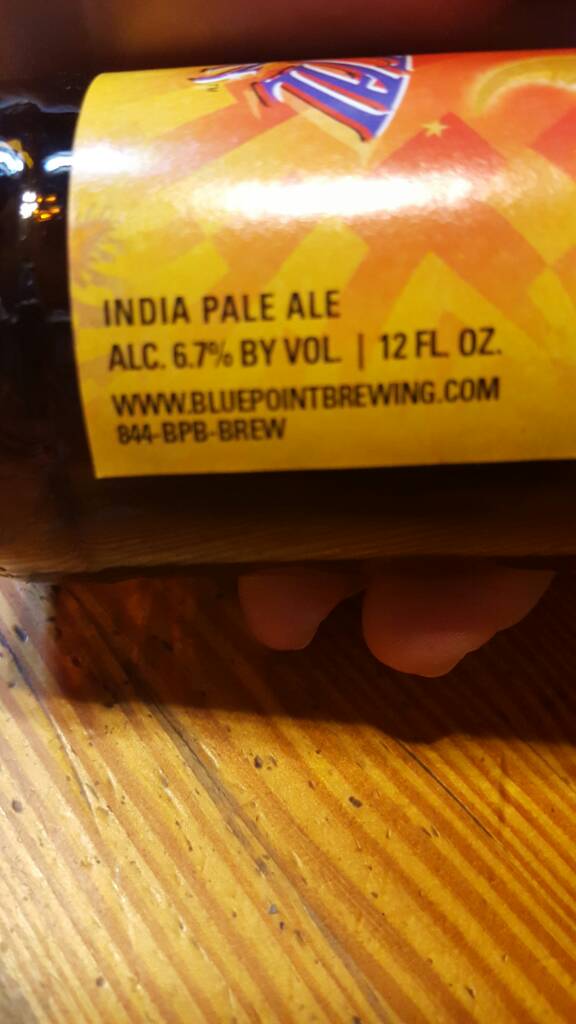 INDIA PALE ALE
ALC. 6.7% BY VOL. | 12 FL. OZ.
WWW.BLUEPOINTBREWING.COM
844-BPB-BREW